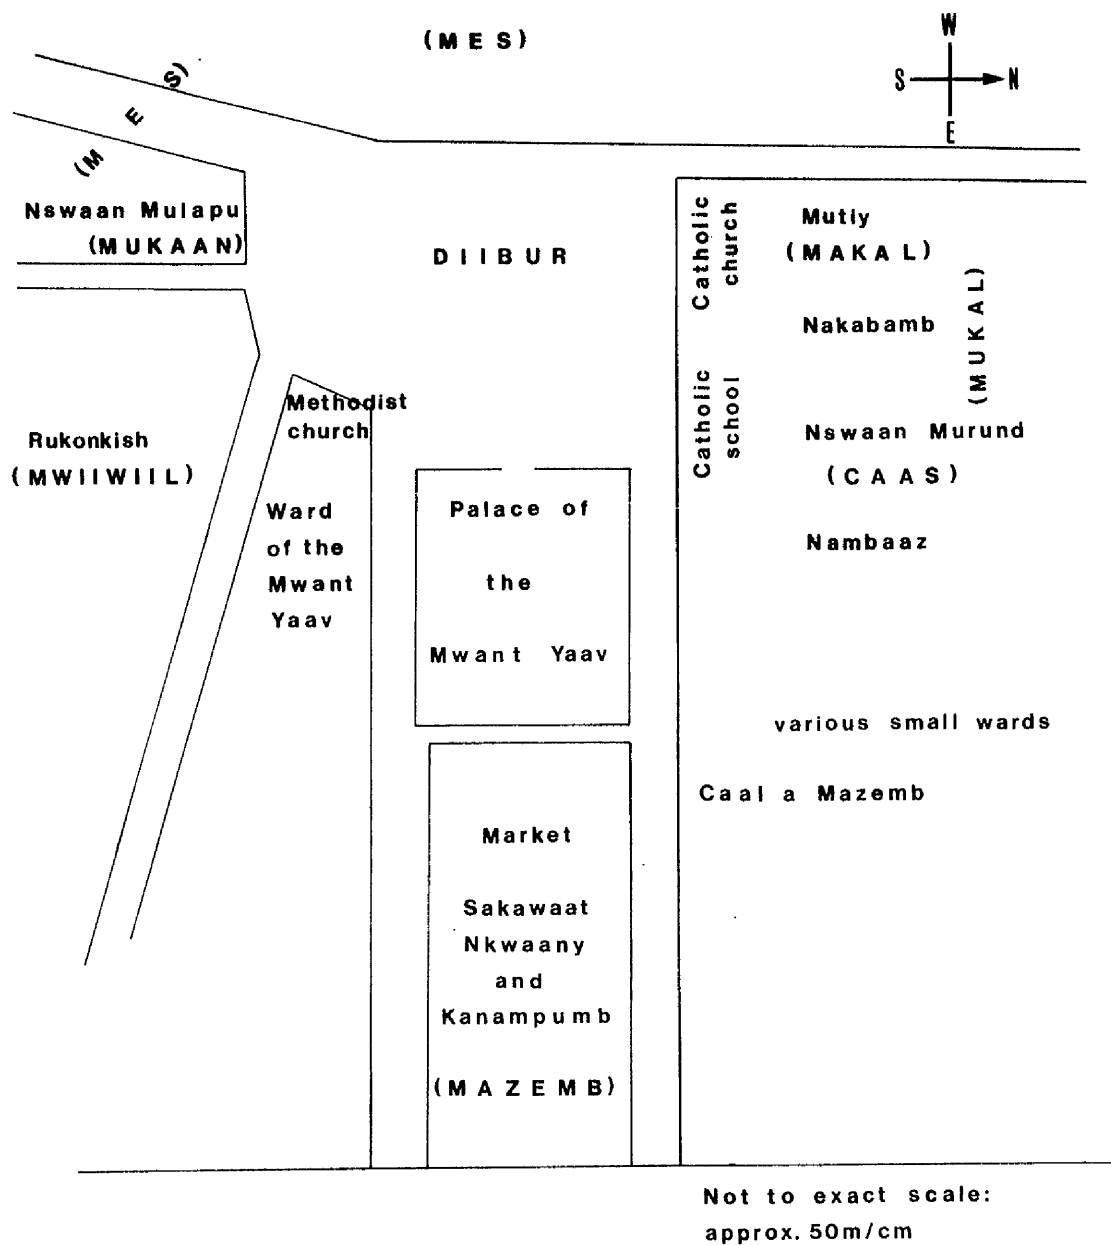 (MES)
W
S
N
E
(MES)
Nswaan Mulapu
(MUKAAN)
DIIBUR
Catholic
church
Mutiy
(MAKAL)
Nakabamb
(MUKAL)
Catholic
school
Methodist
church
Rukonkish
(MWIIWIIL)
Nswaan Murund
(CAAS)
Ward
of the
Mwant
Yaav
Palace of
the
Mwant Yaav
Nambaaz
various small wards
Caal a Mazemb
Market
Sakawaat
Nkwaany
and
Kanampumb
(MAZEMB)
Not to exact scale:
approx. 50m/cm